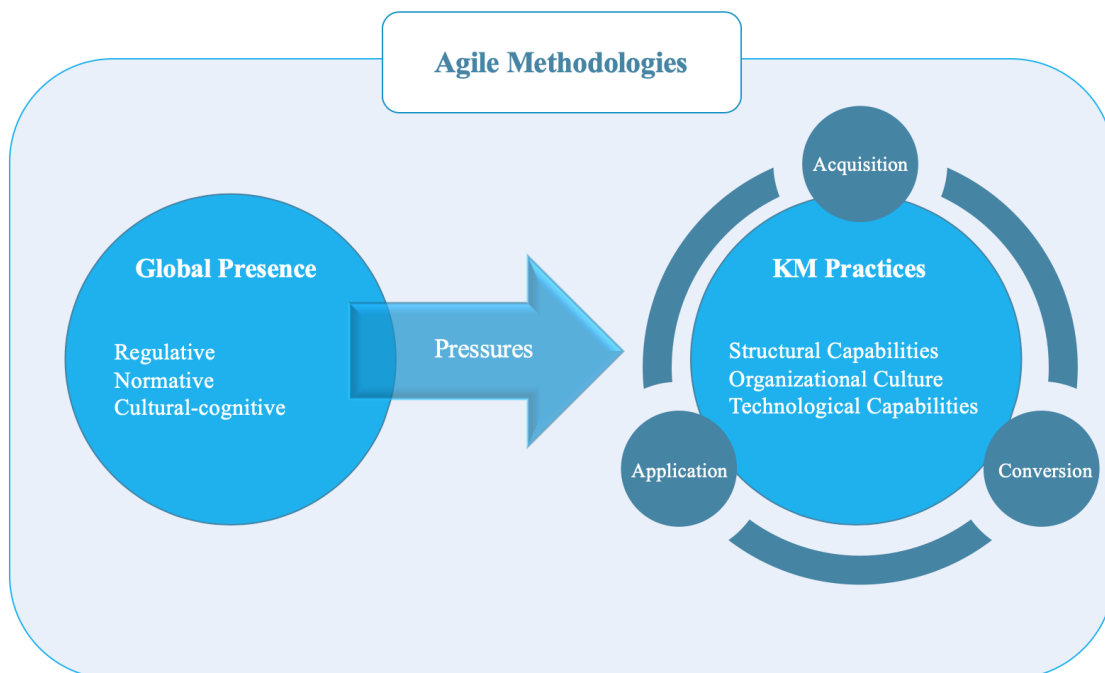 Agile Methodologies
Global Presence
Regulative
Normative
Cultural-cognitive
Pressures
Acquisition
KM Practices
Structural Capabilities
Organizational Culture
Technological Capabilities
Application
Conversion